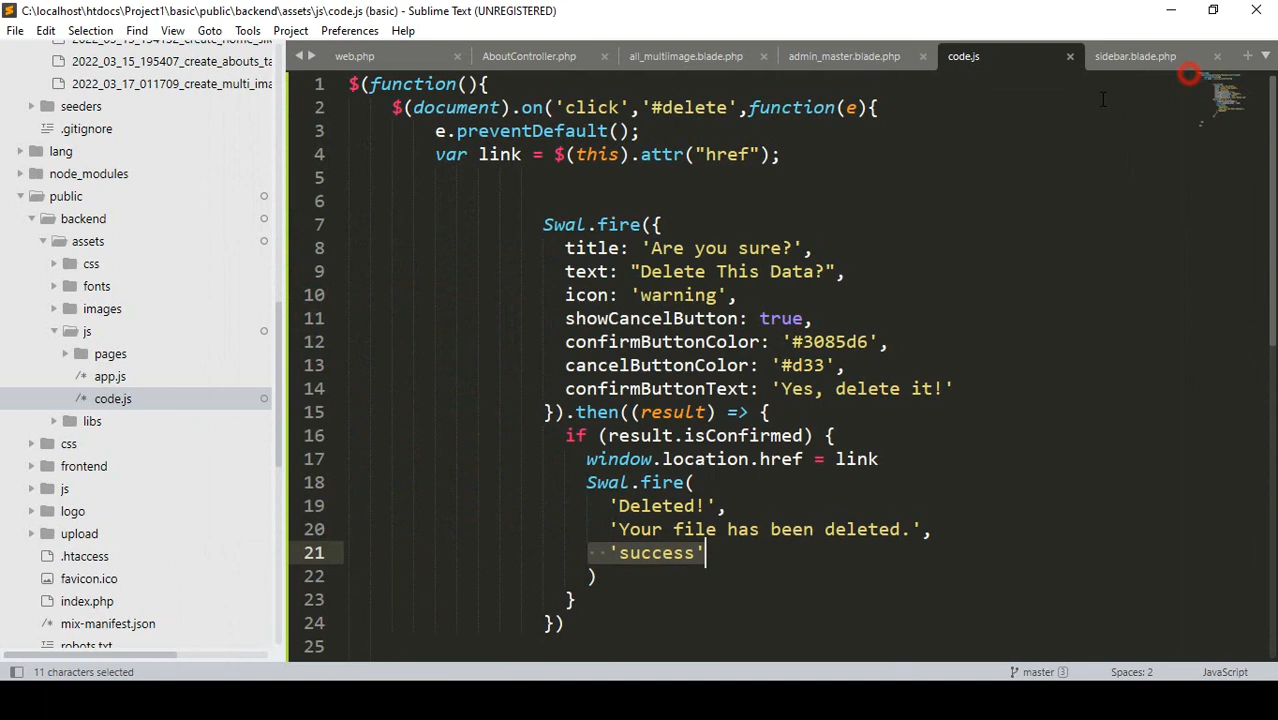 C:\localhost\htdocs\Project1\basic\public\backend\assets\js\code.js (basic) - Sublime Text (UNREGISTERED)
File Edit Selection Find View Goto Tools Project Preferences Help
web.php AboutController.php all_multiimage.blade.php admin_master.blade.php code.js sidebar.blade.php
2022_03_15_195407_create_abouts_ta
2022_03_17_011709_create_multi_ima
seeders
.gitignore
lang
node_modules
public
backend
assets
css
fonts
images
js
pages
app.js
code.js
libs
css
frontend
js
logo
upload
.htaccess
favicon.ico
index.php
mix-manifest.json
robots.txt
1 $(function(){
2 $(document).on('click','#delete',function(e){
3 e.preventDefault();
4 var link = $(this).attr("href");
5
6
7 Swal.fire({
8 title: 'Are you sure?',
9 text: "Delete This Data?",
10 icon: 'warning',
11 showCancelButton: true,
12 confirmButtonColor: '#3085d6',
13 cancelButtonColor: '#d33',
14 confirmButtonText: 'Yes, delete it!'
15 }).then((result) => {
16 if (result.isConfirmed) {
17 window.location.href = link
18 Swal.fire(
19 'Deleted!',
20 'Your file has been deleted.',
21 'success'
22 )
23 }
24 })
25
11 characters selected
master 3
Spaces: 2
JavaScript